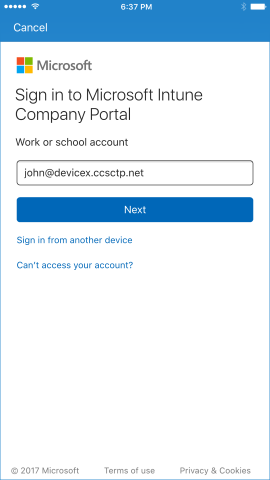 6:37 PM
Cancel
Microsoft
Sign in to Microsoft Intune
Company Portal
Work or school account
john@devicex.ccsctp.net
Next
Sign in from another device
Can't access your account?
© 2017 Microsoft Terms of use Privacy & Cookies